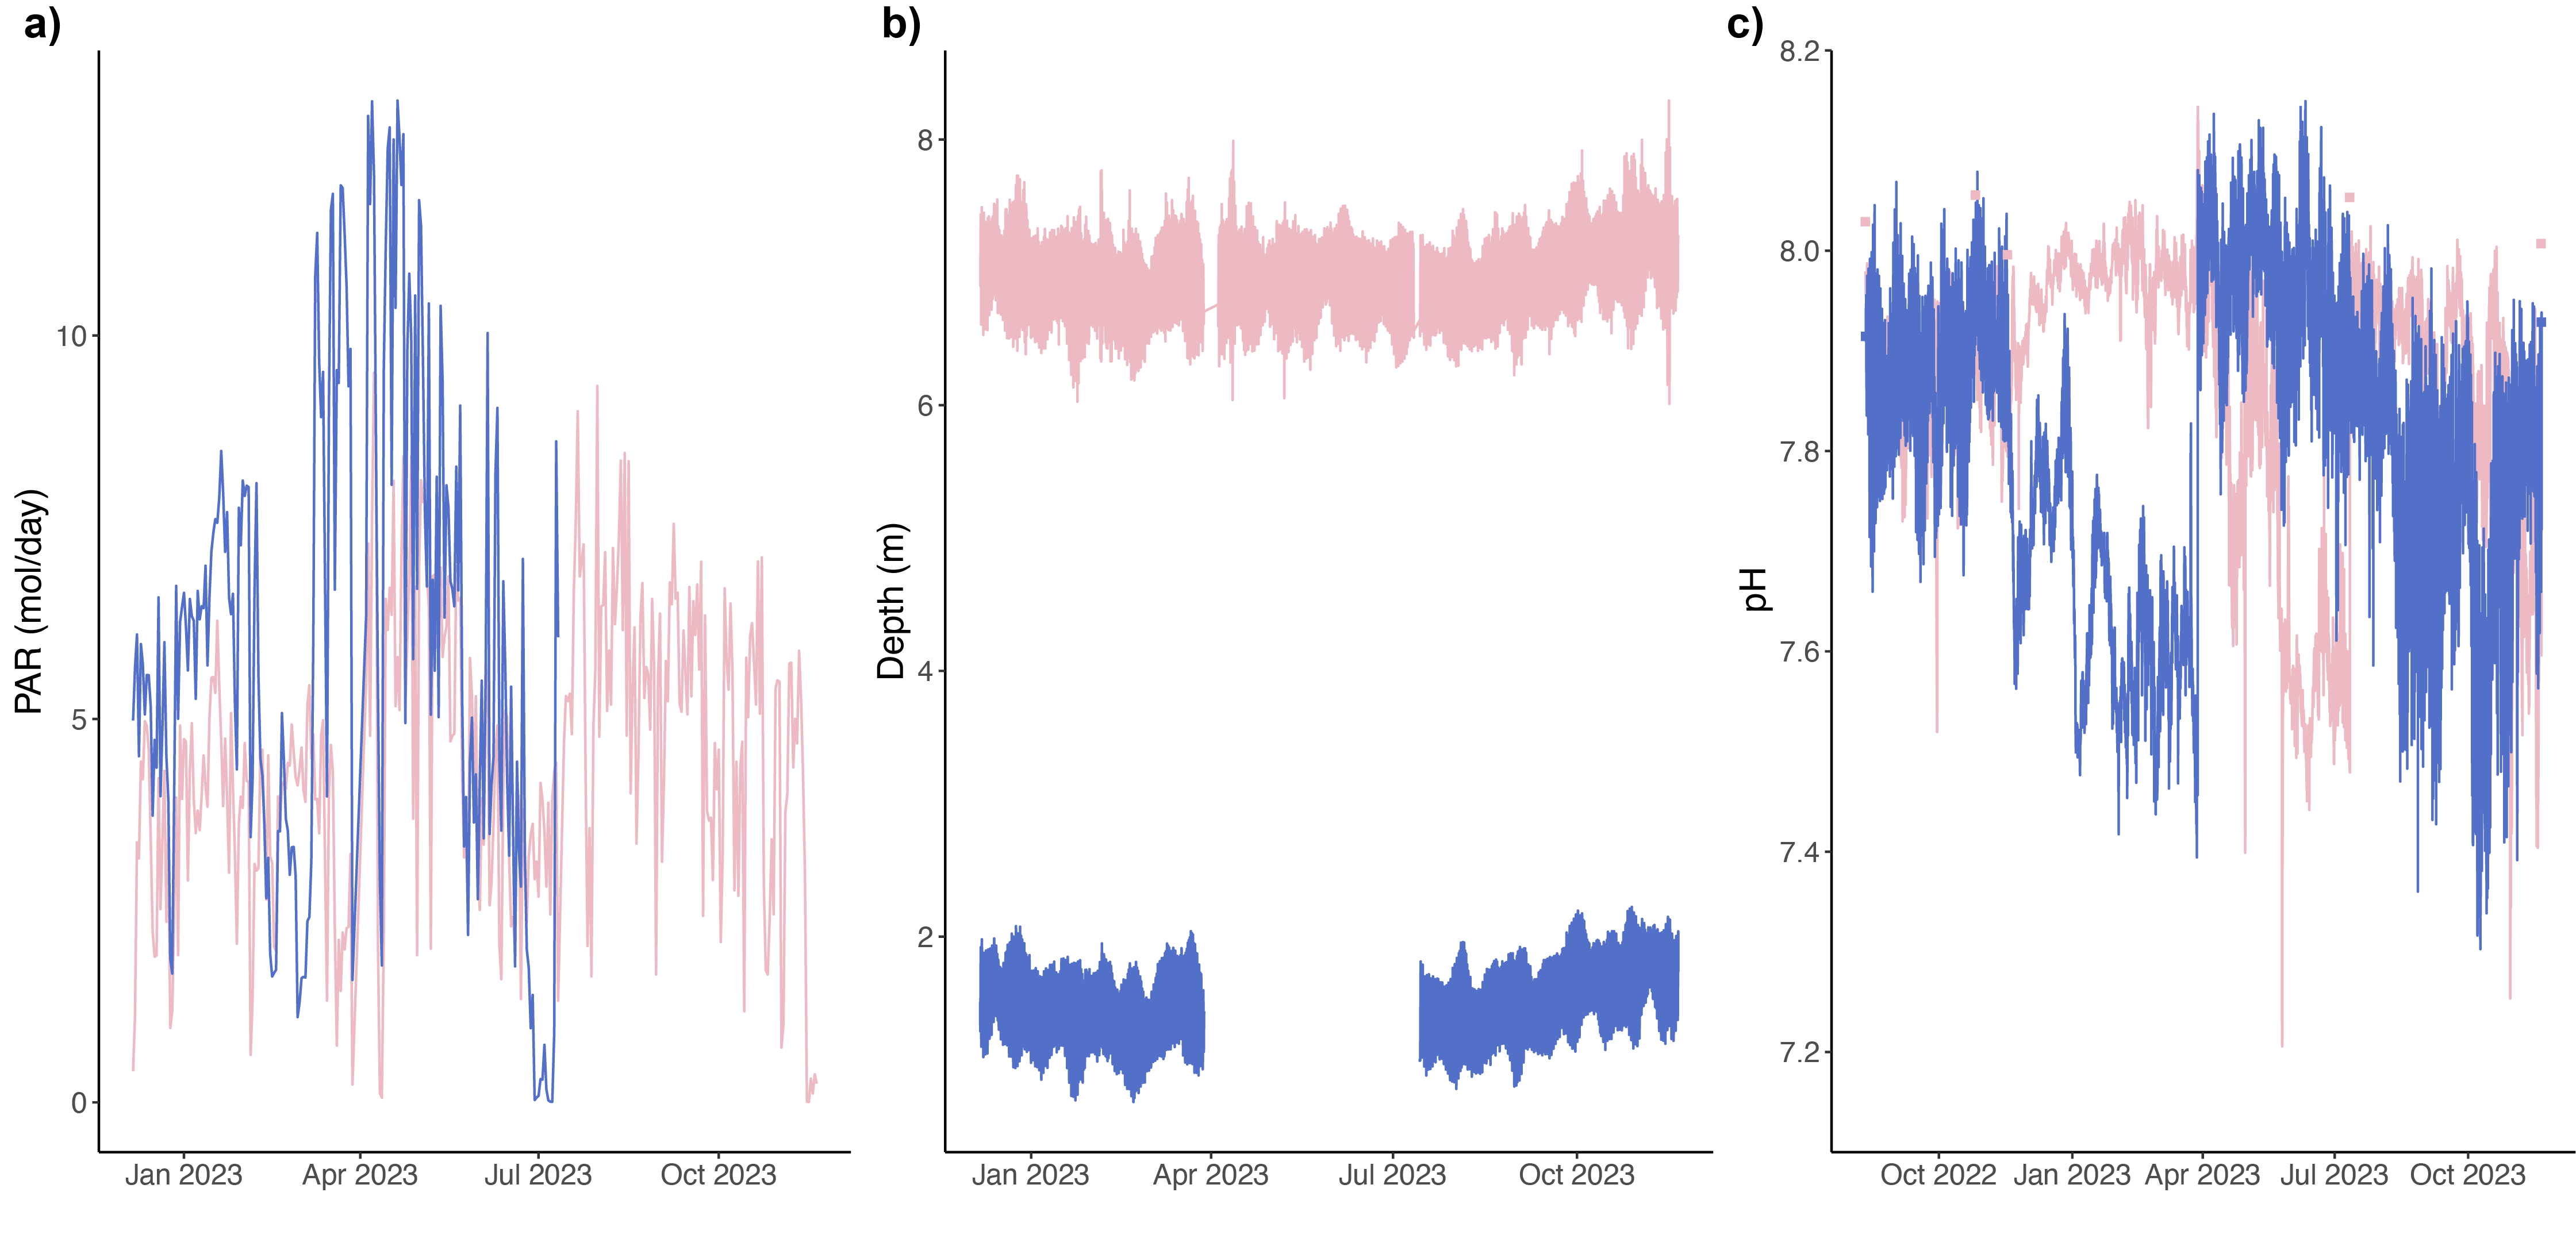 a)
PAR (mol/day)
10
5
0
Jan 2023 Apr 2023 Jul 2023 Oct 2023
b)
Depth (m)
8
6
4
2
Jan 2023 Apr 2023 Jul 2023 Oct 2023
c)
pH
8.2
8.0
7.8
7.6
7.4
7.2
Oct 2022 Jan 2023 Apr 2023 Jul 2023 Oct 2023